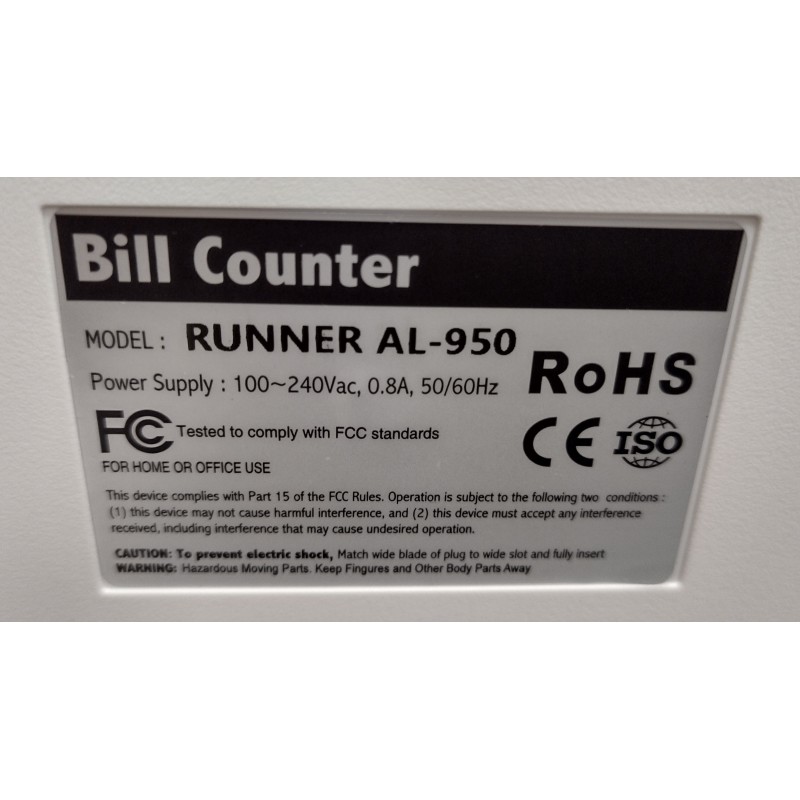 Bill Counter
MODEL : RUNNER AL-950
Power Supply : 100~240Vac, 0.8A, 50/60Hz
RoHS
FC Tested to comply with FCC standards
CE ISO
FOR HOME OR OFFICE USE
This device complies with Part 15 of the FCC Rules. Operation is subject to the following two conditions :
(1) this device may not cause harmful interference, and (2) this device must accept any interference
received, including interference that may cause undesired operation.
CAUTION: To prevent electric shock, Match wide blade of plug to wide slot and fully insert
WARNING: Hazardous Moving Parts. Keep Fingures and Other Body Parts Away